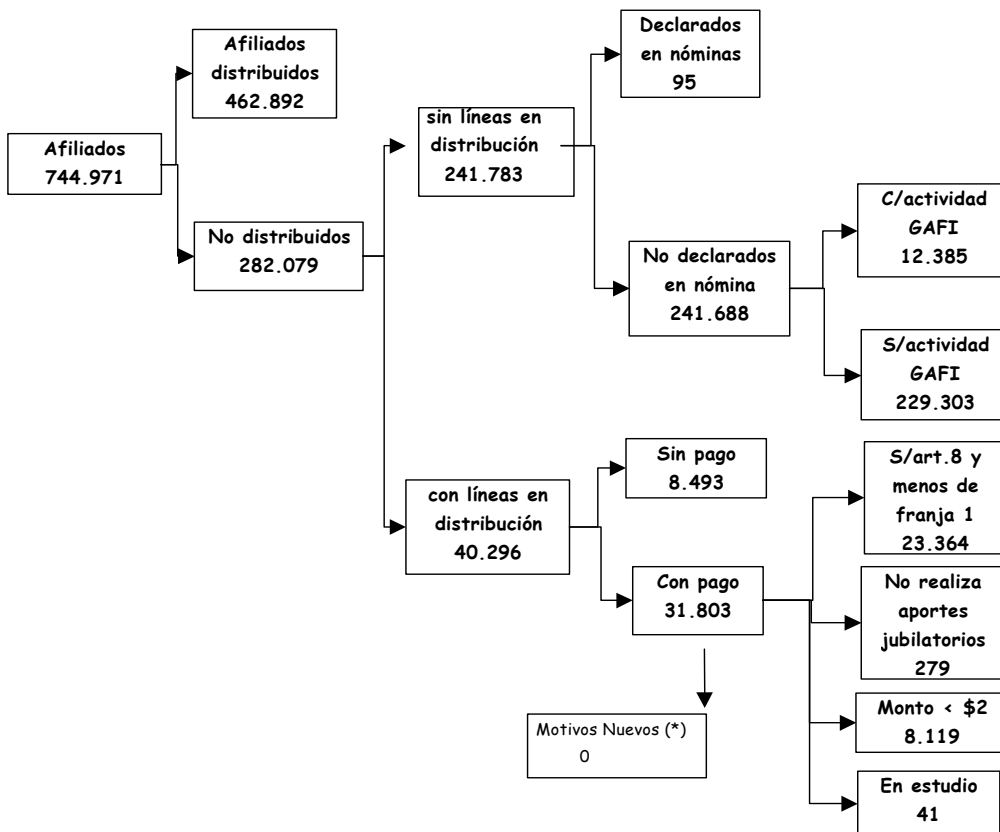 Afiliados
744.971
Afiliados
distribuidos
462.892
No distribuidos
282.079
sin líneas en
distribución
241.783
con líneas en
distribución
40.296
Declarados
en nóminas
95
No declarados
en nómina
241.688
C/actividad
GAFI
12.385
S/actividad
GAFI
229.303
Sin pago
8.493
Con pago
31.803
Motivos Nuevos (*)
0
S/art.8 y
menos de
franja 1
23.364
No realiza
aportes
jubilatorios
279
Monto < $2
8.119
En estudio
41